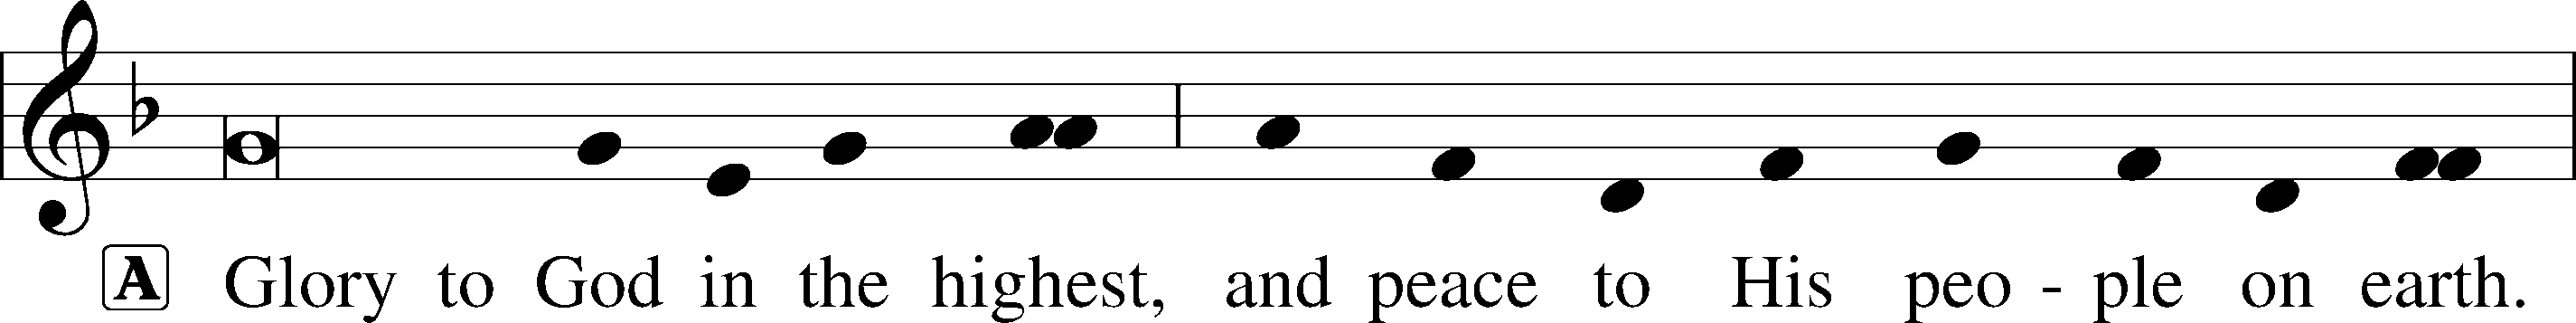 A Glory to God in the highest, and peace to His peo - ple on earth.